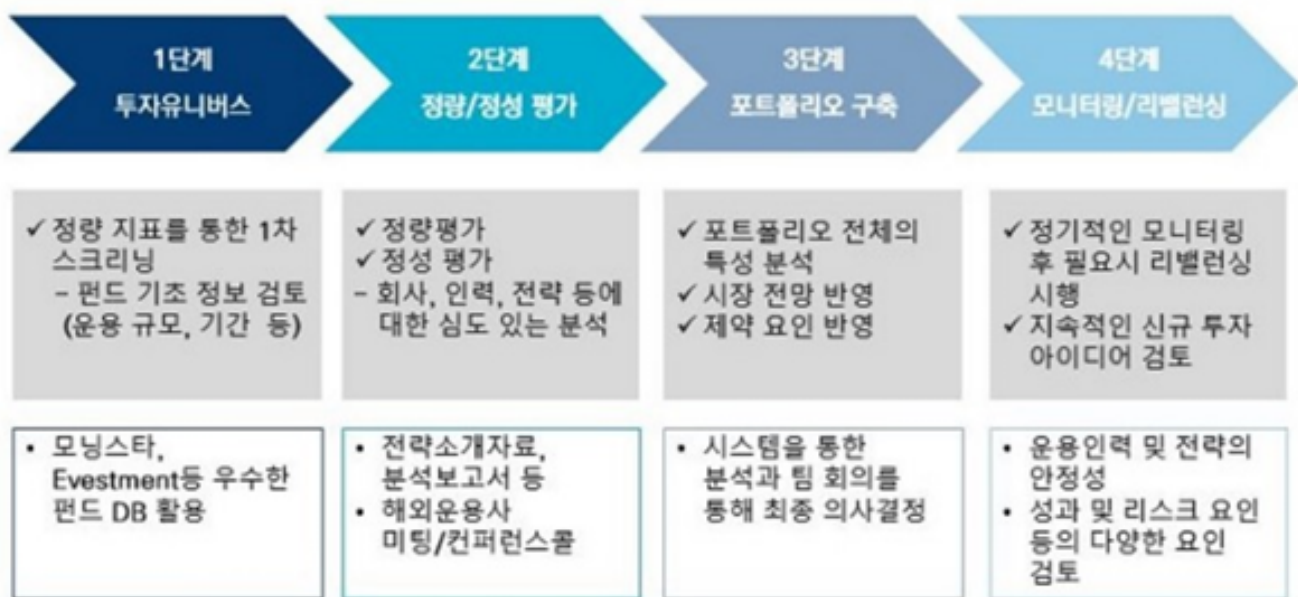 1단계
투자유니버스
2단계
정량/정성 평가
3단계
포트폴리오 구축
4단계
모니터링/리밸런싱
✓ 정량 지표를 통한 1차
스크리닝
- 펀드 기초 정보 검토
(운용 규모, 기간 등)
✓ 정량평가
✓ 정성 평가
- 회사, 인력, 전략 등에
대한 심도 있는 분석
✓ 포트폴리오 전체의
특성 분석
✓ 시장 전망 반영
✓ 제약 요인 반영
✓ 정기적인 모니터링
후 필요시 리밸런싱
시행
✓ 지속적인 신규 투자
아이디어 검토
• 모닝스타,
Evestment등 우수한
펀드 DB 활용
• 전략소개자료,
분석보고서 등
• 해외운용사
미팅/컨퍼런스콜
• 시스템을 통한
분석과 팀 회의를
통해 최종 의사결정
• 운용인력 및 전략의
안정성
• 성과 및 리스크 요인
등의 다양한 요인
검토